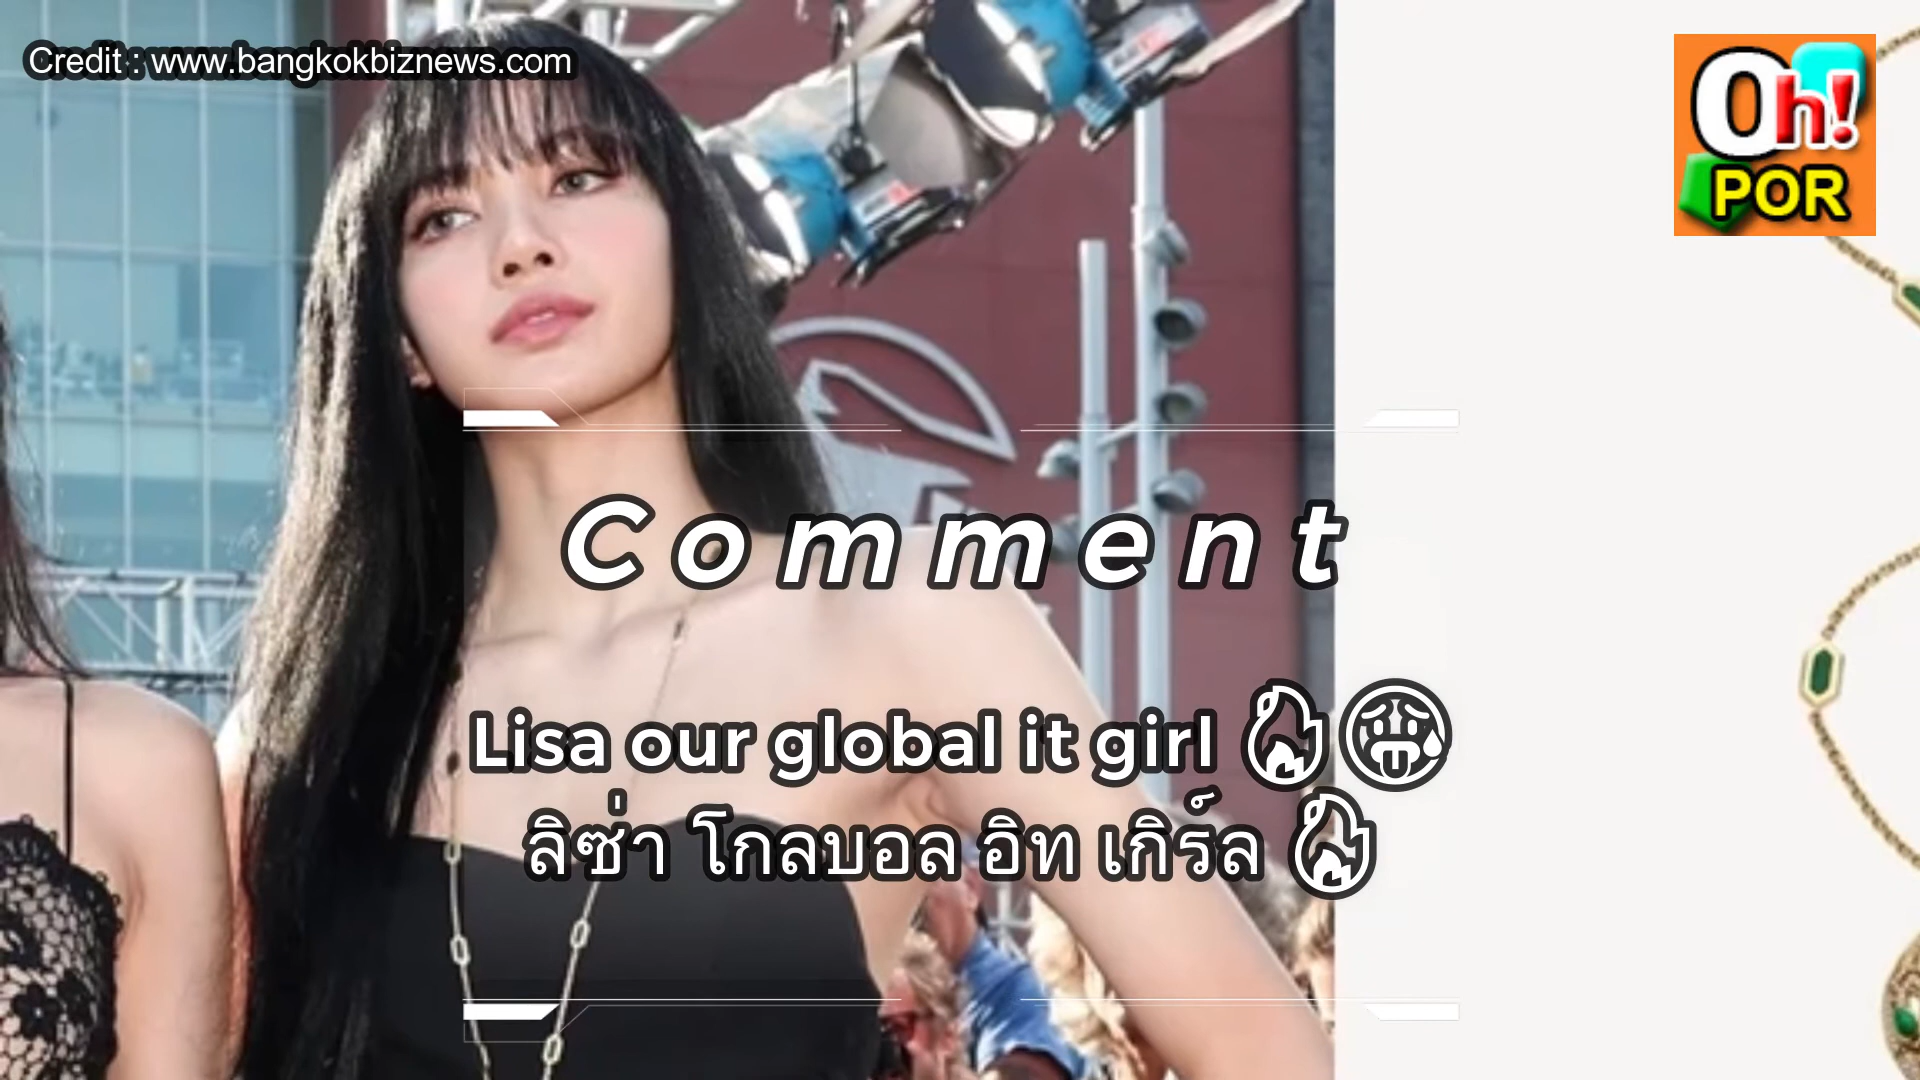 Credit : www.bangkokbiznews.com
Oh!
POR
Comment
Lisa our global it girl 🔥🥵
ลิซ่า โกลบอล อิท เกิร์ล 🔥